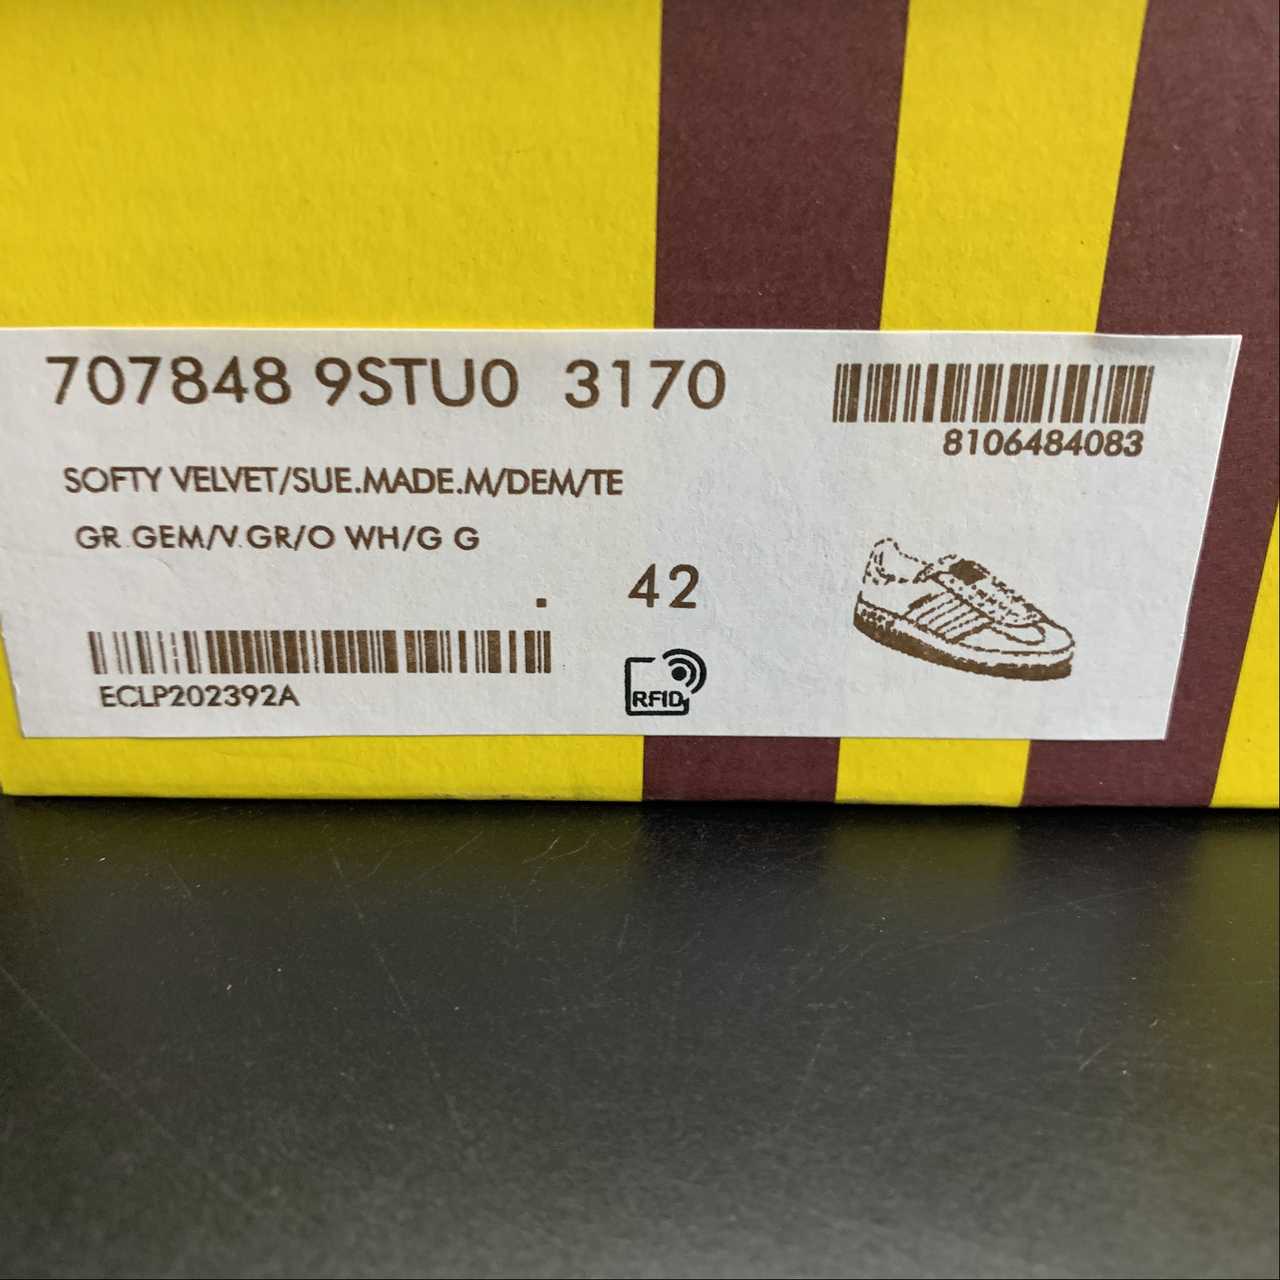 707848 9STU0 3170
8106484083
SOFTY VELVET/SUE.MADE.M/DEM/TE
GR.GEM/V.GR/O WH/G G
. 42
ECLP202392A
RFID